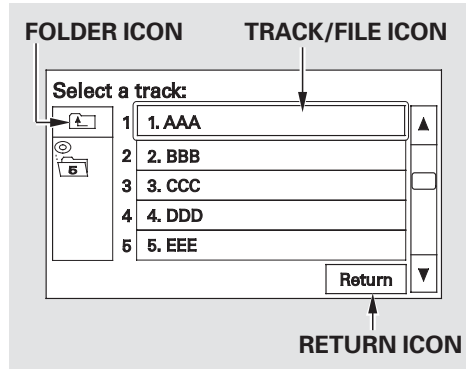 FOLDER ICON TRACK/FILE ICON
Select a track:
1 1. AAA
2 2. BBB
5
3 3. CCC
4 4. DDD
5 5. EEE
Return
RETURN ICON